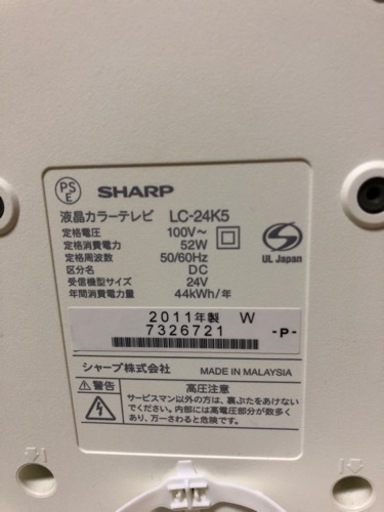 PSE SHARP
液晶カラーテレビ LC-24K5
定格電圧 100V～
定格消費電力 52W
定格周波数 50/60Hz
区分名 DC
受信機型サイズ 24V
年間消費電力量 44kWh/年
UL Japan
2011年製 W
7326721 -P-
シャープ株式会社 MADE IN MALAYSIA
⚠警告 高圧注意
サービスマン以外の方は、裏ぶたをあけないで
ください。内部には高電圧部分が数多く
あり、万一さわると危険です。